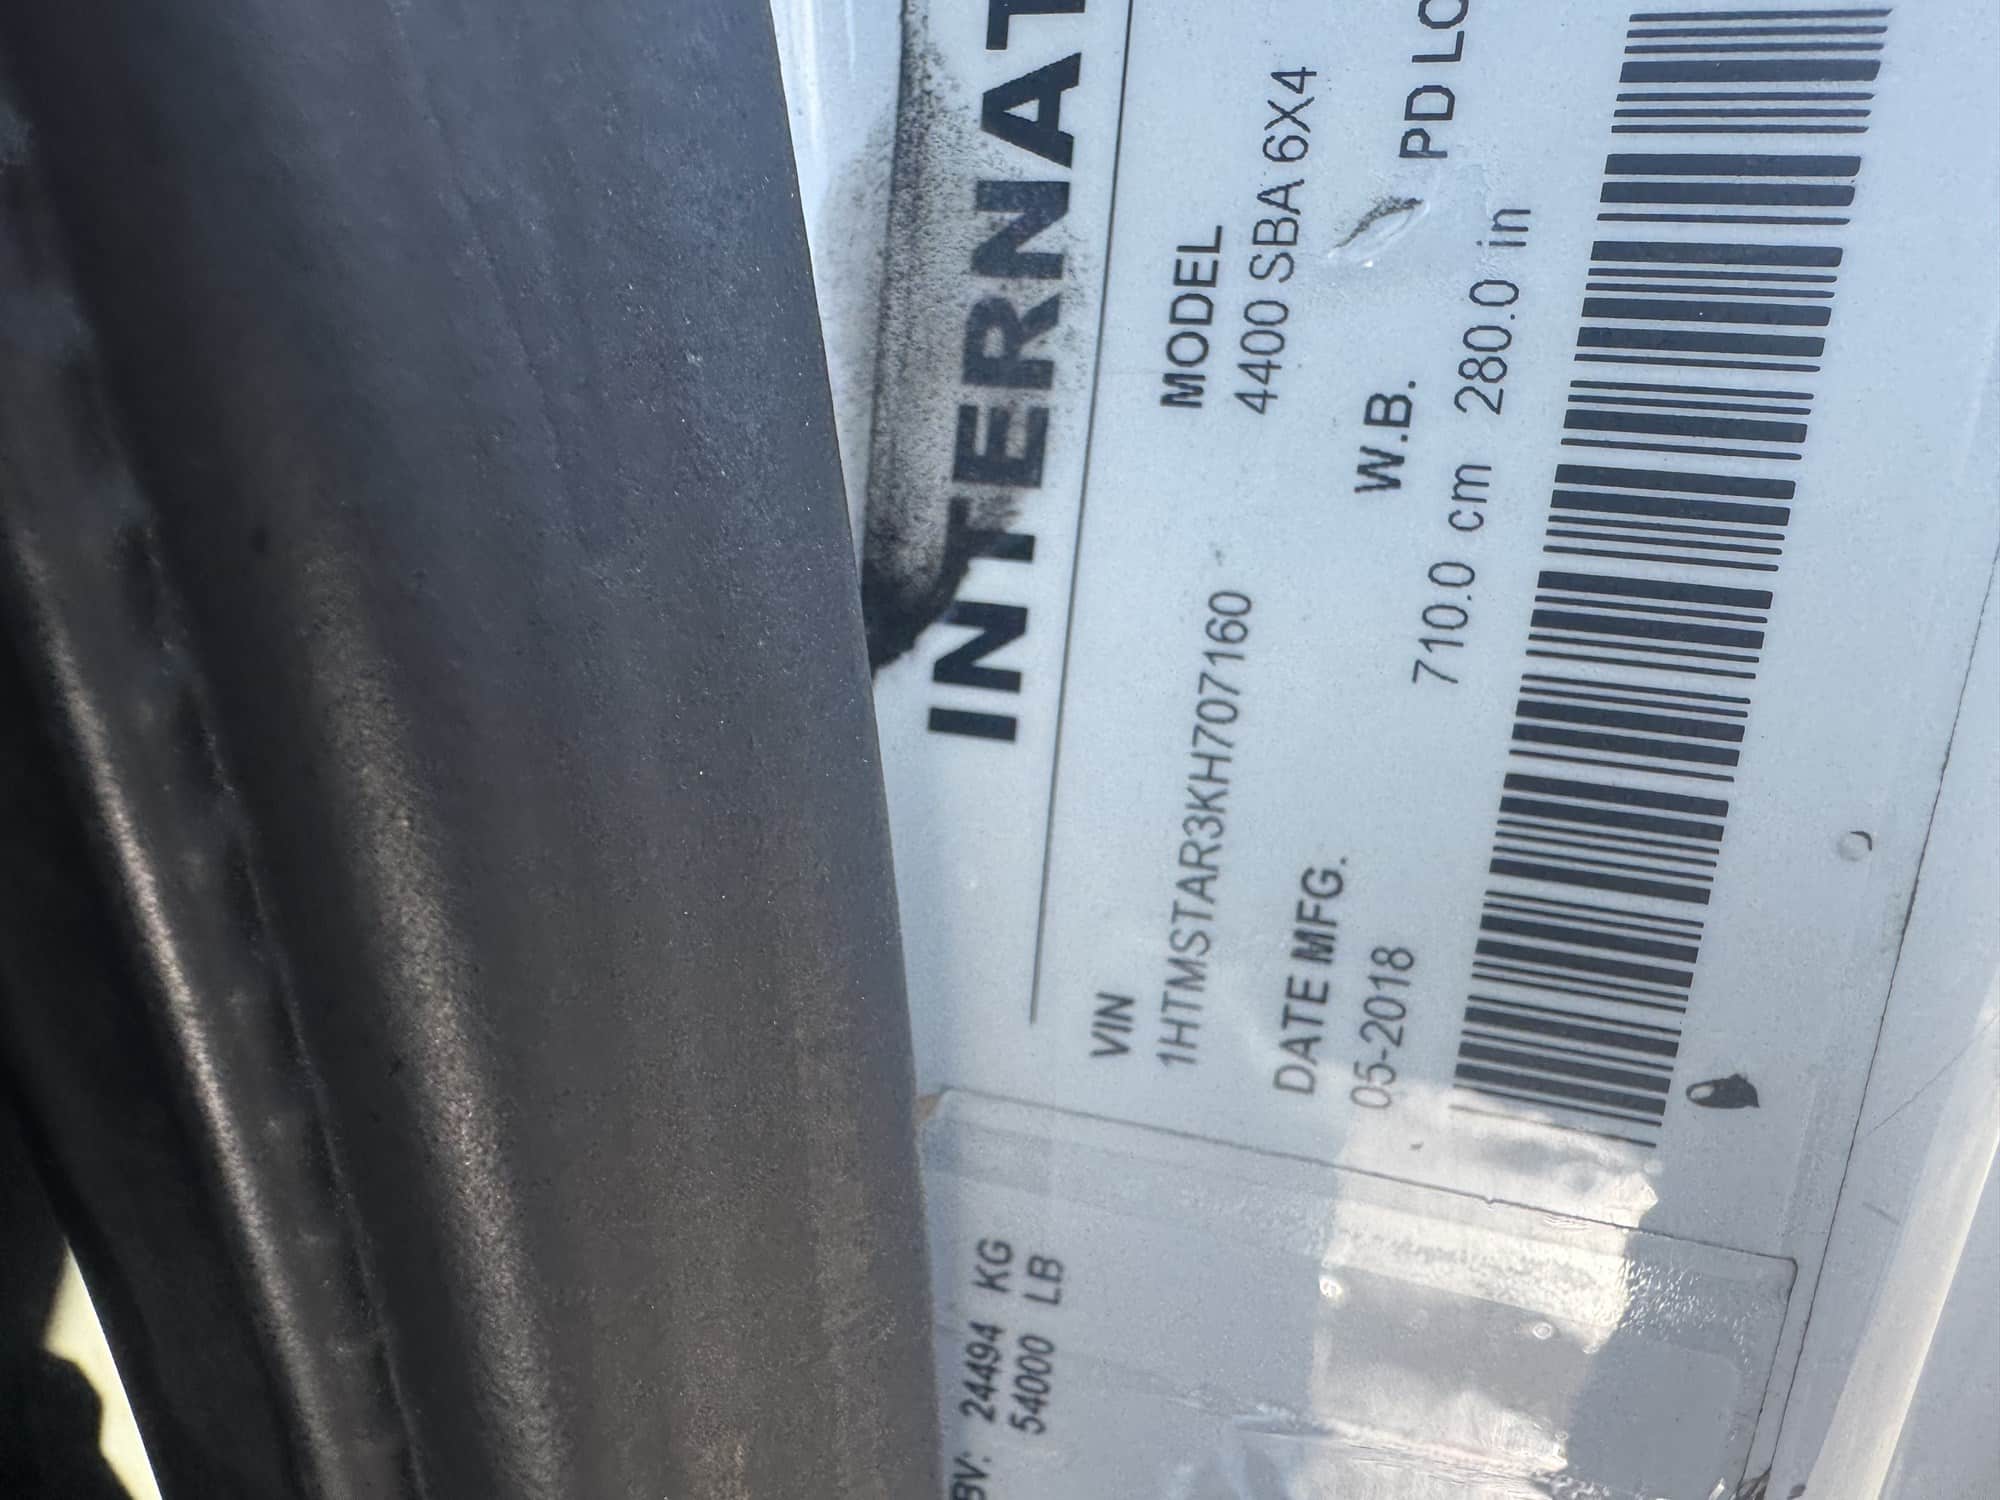 INTERNAT
VIN
1HTMSTAR3KH707160
MODEL
4400 SBA 6X4
DATE MFG.
05-2018
W.B.
710.0 cm 280.0 in
PD LO
BV: 24494 KG
54000 LB